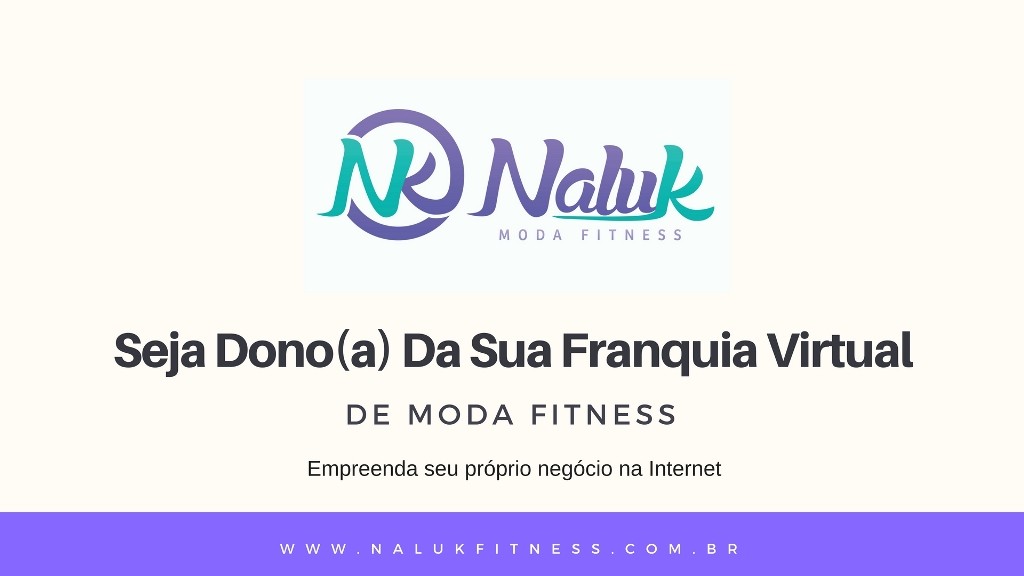 NK Naluk
MODA FITNESS
Seja Dono(a) Da Sua Franquia Virtual
DE MODA FITNESS
Empreenda seu próprio negócio na Internet
WWW.NALUKFITNESS.COM.BR